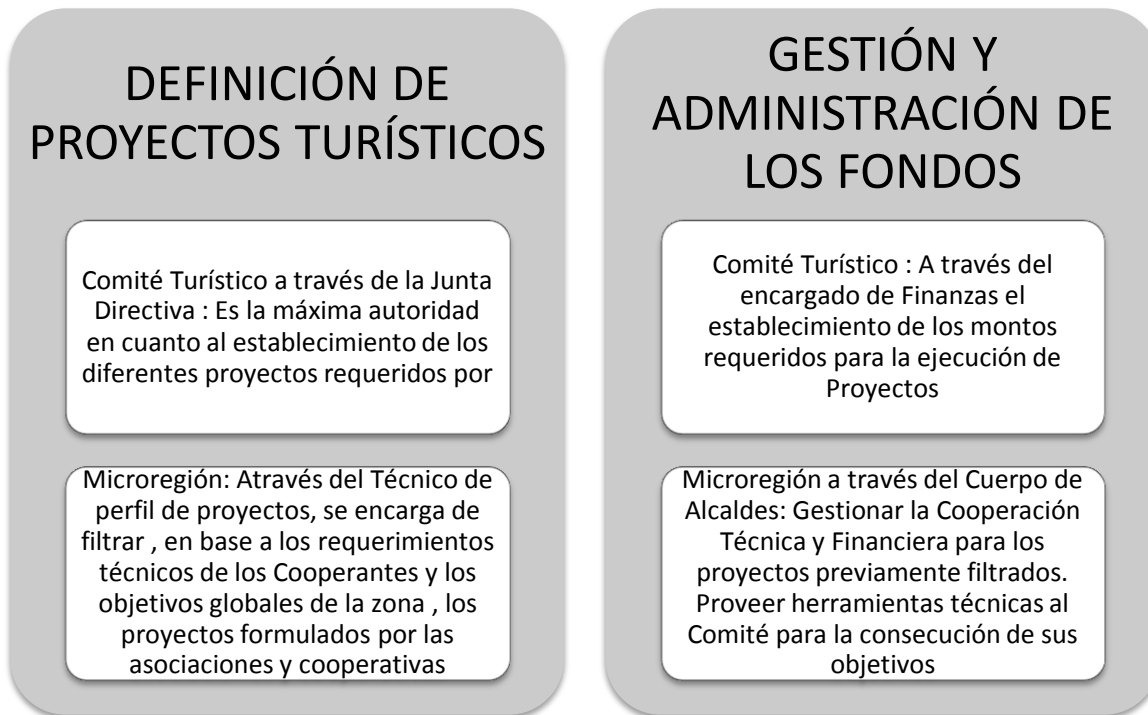 DEFINICIÓN DE
PROYECTOS TURÍSTICOS
Comité Turístico a través de la Junta
Directiva : Es la máxima autoridad
en cuanto al establecimiento de los
diferentes proyectos requeridos por
Microregión: Através del Técnico de
perfil de proyectos, se encarga de
filtrar , en base a los requerimientos
técnicos de los Cooperantes y los
objetivos globales de la zona , los
proyectos formulados por las
asociaciones y cooperativas
GESTIÓN Y
ADMINISTRACIÓN DE
LOS FONDOS
Comité Turístico : A través del
encargado de Finanzas el
establecimiento de los montos
requeridos para la ejecución de
Proyectos
Microregión a través del Cuerpo de
Alcaldes: Gestionar la Cooperación
Técnica y Financiera para los
proyectos previamente filtrados.
Proveer herramientas técnicas al
Comité para la consecución de sus
objetivos